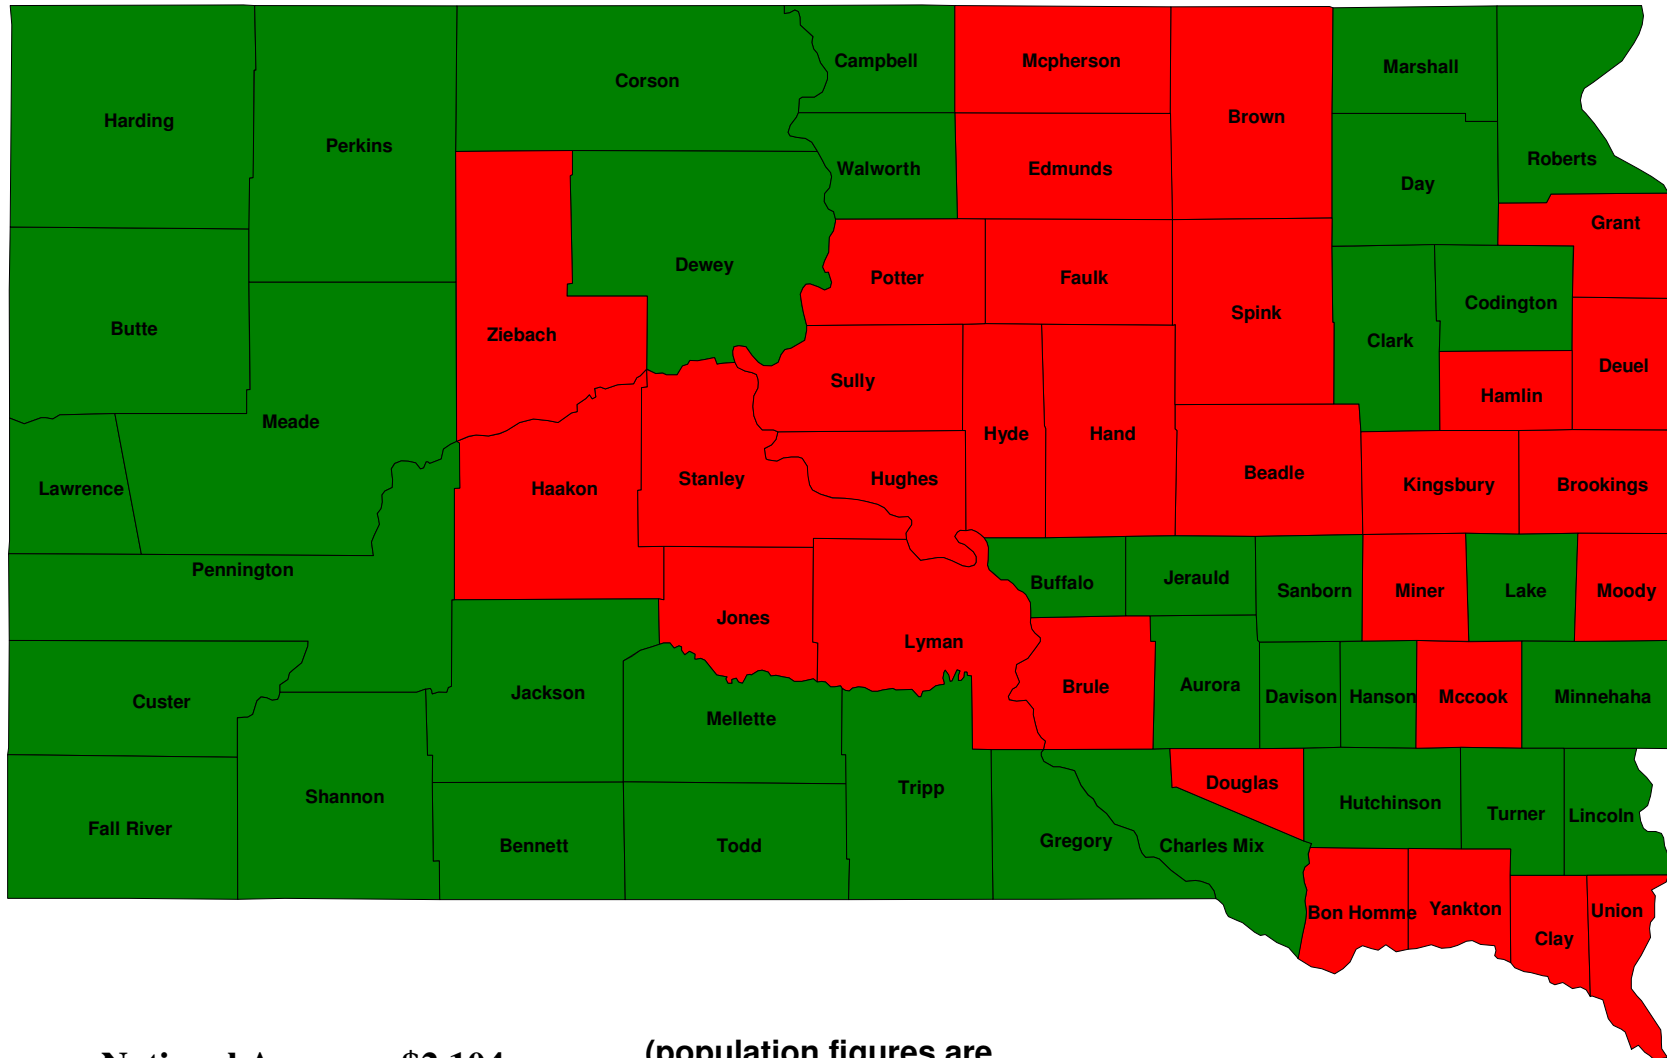 Harding
Perkins
Corson
Campbell
Mcpherson
Brown
Marshall
Roberts
Walworth
Edmunds
Day
Grant
Butte
Meade
Ziebach
Dewey
Potter
Faulk
Spink
Clark
Codington
Deuel
Hamlin
Sully
Hyde
Hand
Lawrence
Haakon
Stanley
Hughes
Beadle
Kingsbury
Brookings
Pennington
Jones
Lyman
Buffalo
Jerauld
Sanborn
Miner
Lake
Moody
Custer
Jackson
Mellette
Brule
Aurora
Davison
Hanson
Mccook
Minnehaha
Fall River
Shannon
Bennett
Todd
Tripp
Gregory
Charles Mix
Douglas
Hutchinson
Turner
Lincoln
Bon Homme
Yankton
Clay
Union
(population figures are